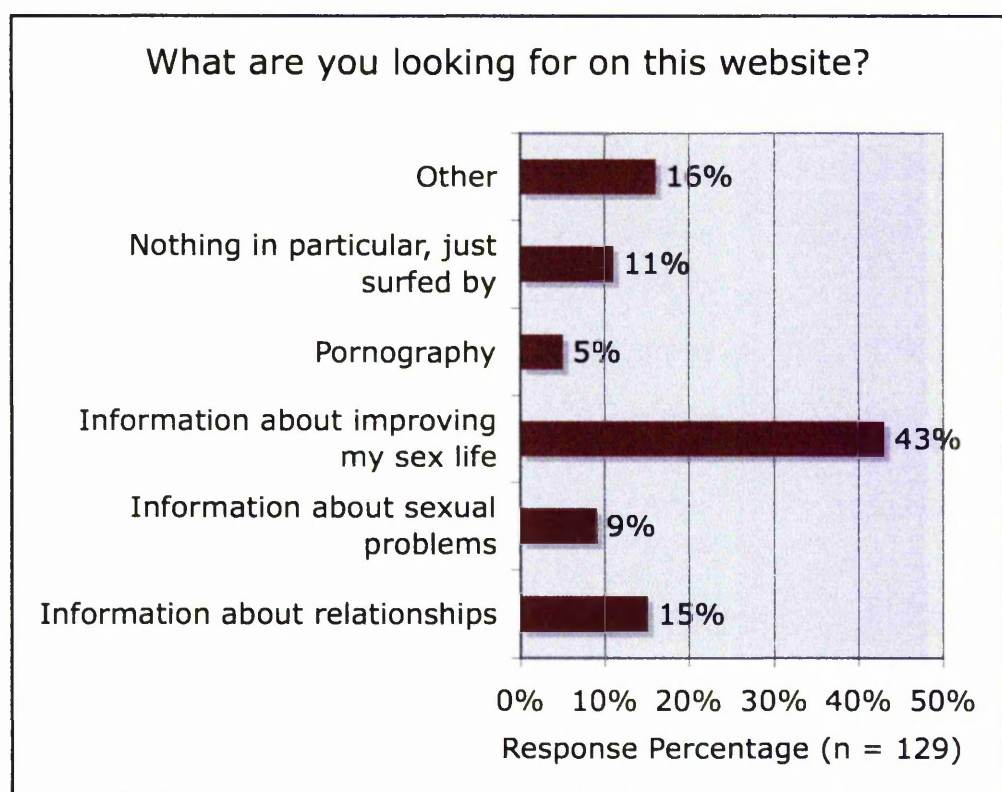 What are you looking for on this website?
Other
16%
Nothing in particular, just
surfed by
11%
Pornography
5%
Information about improving
my sex life
43%
Information about sexual
problems
9%
Information about relationships
15%
0% 10% 20% 30% 40% 50%
Response Percentage (n = 129)